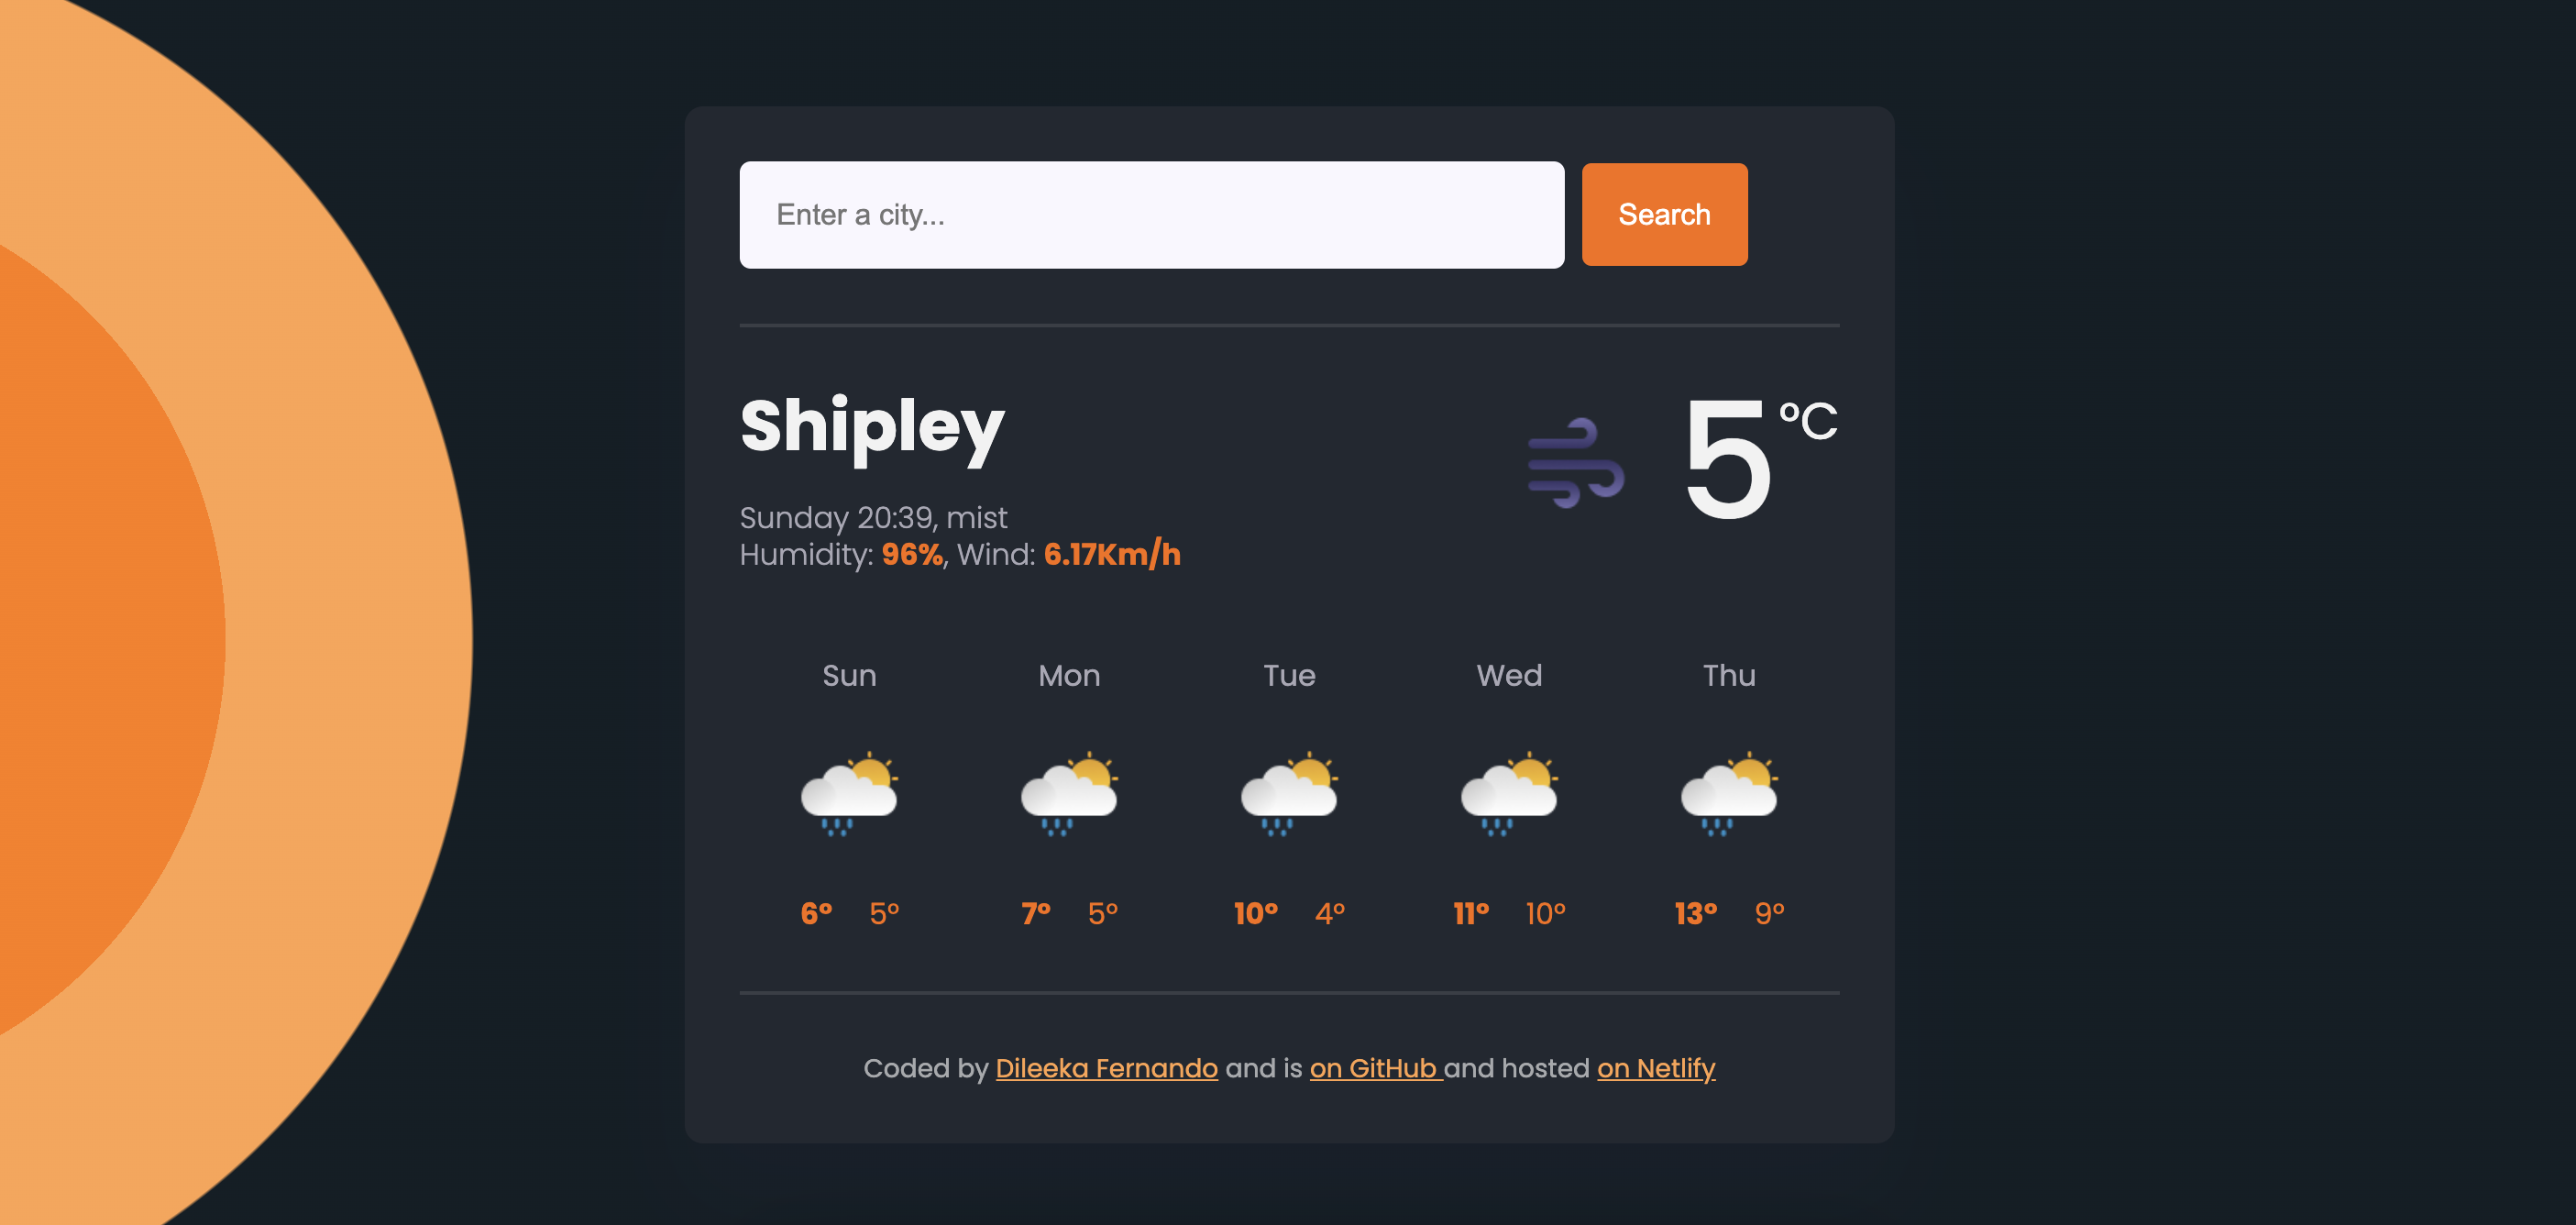 Enter a city...
Search
Shipley
5 °C
Sunday 20:39, mist
Humidity: 96%, Wind: 6.17Km/h
Sun Mon Tue Wed Thu
6° 5° 7° 5° 10° 4° 11° 10° 13° 9°
Coded by Dileeka Fernando and is on GitHub and hosted on Netlify